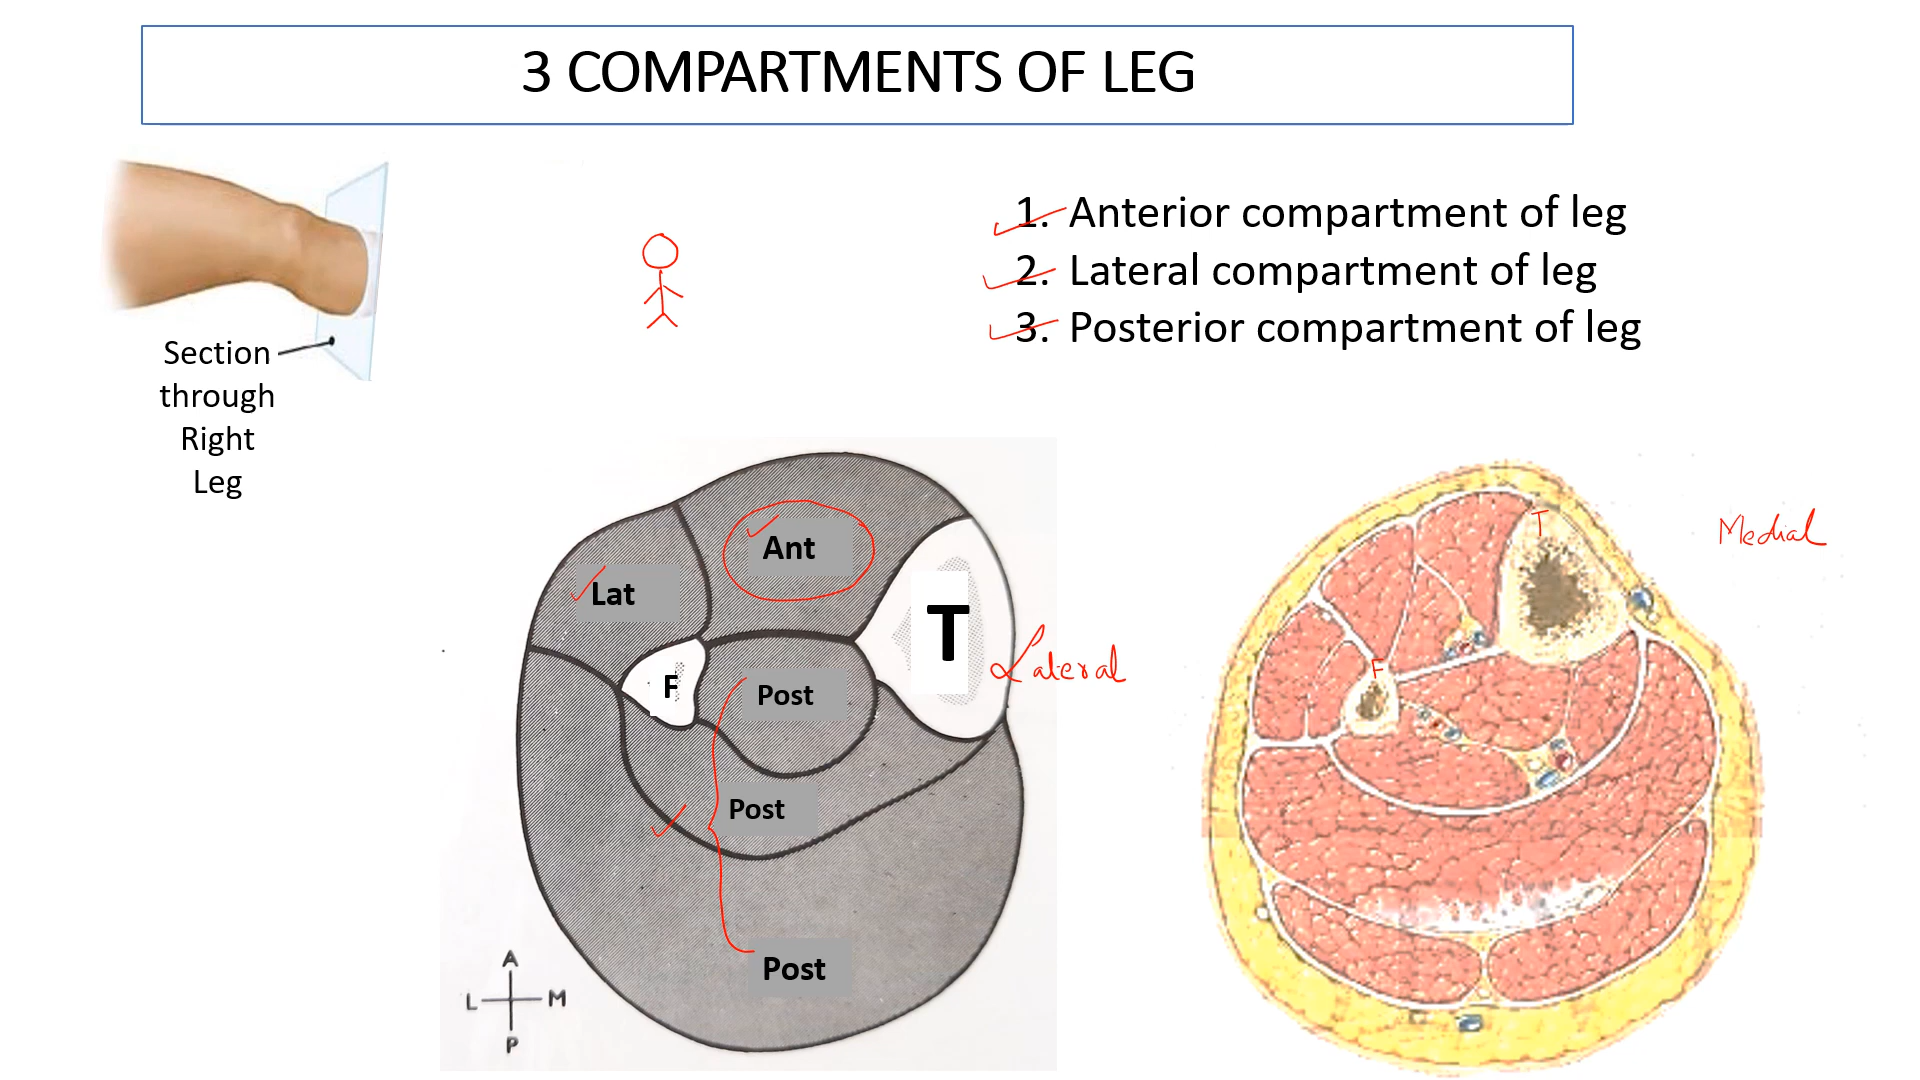 3 COMPARTMENTS OF LEG
1. Anterior compartment of leg
2. Lateral compartment of leg
3. Posterior compartment of leg
Section
through
Right
Leg
Ant
Lat
T
F
Post
Post
Post
A
L M
P
Lateral
T
Medial
F